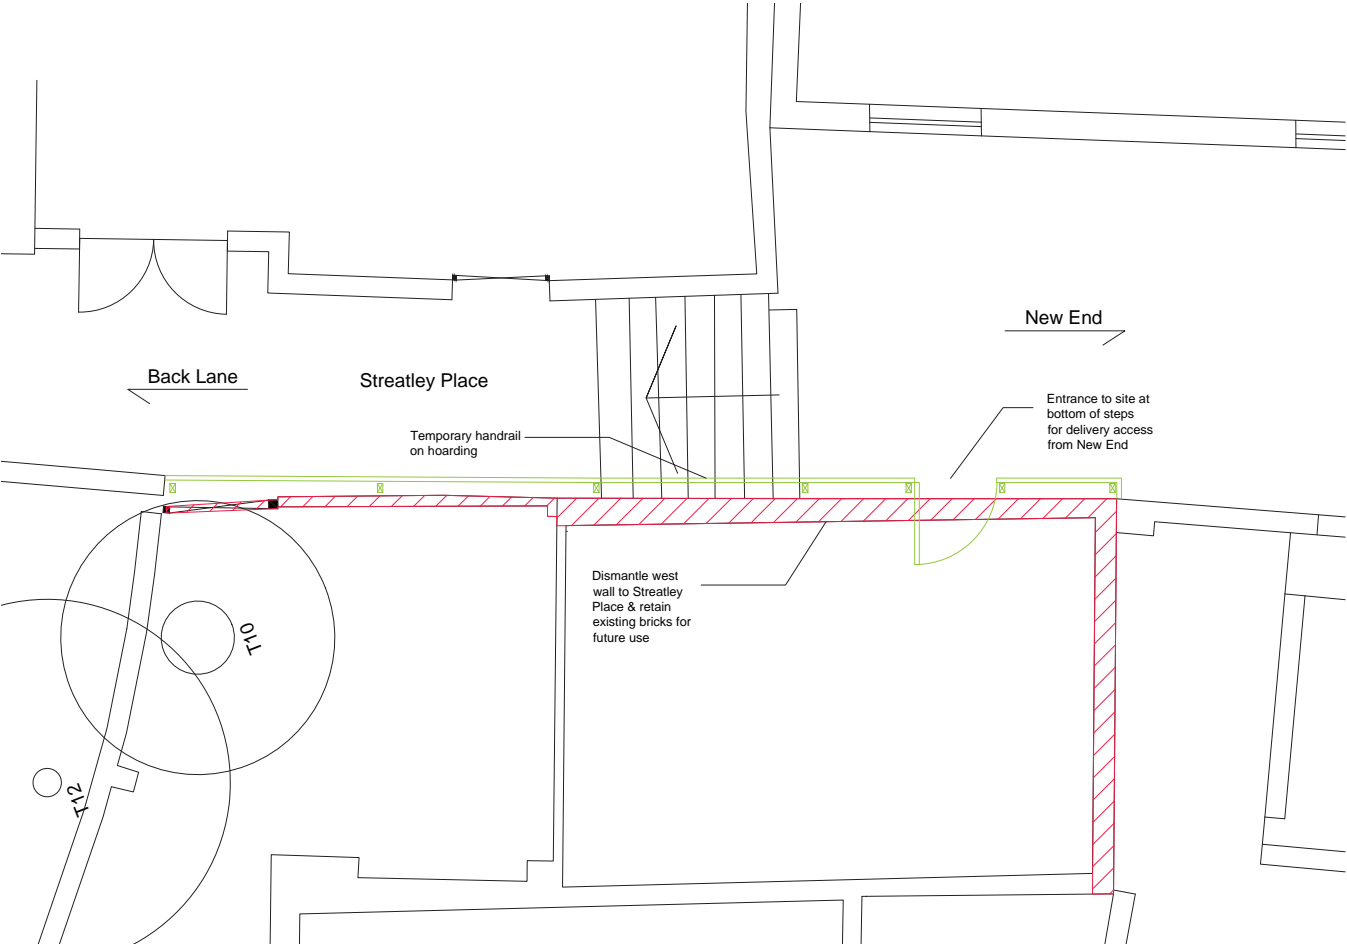 New End
Back Lane
Streatley Place
Entrance to site at
bottom of steps
for delivery access
from New End
Temporary handrail
on hoarding
Dismantle west
wall to Streatley
Place & retain
existing bricks for
future use
T10
T12